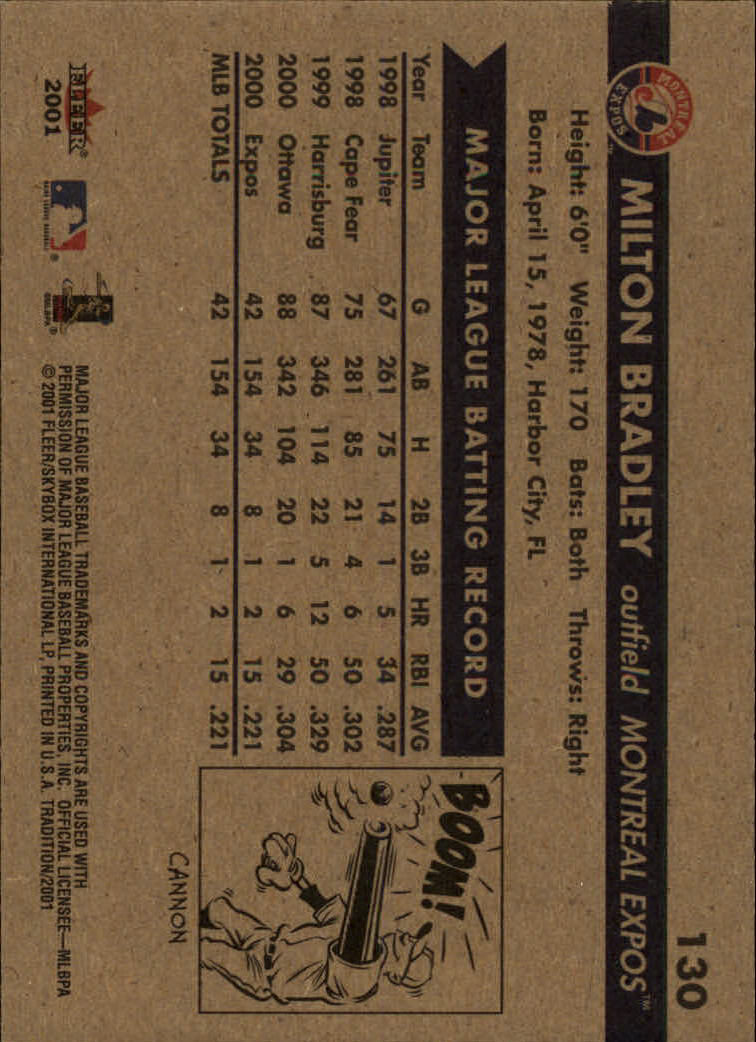 130
MONTREAL EXPOS
MILTON BRADLEY outfield MONTREAL EXPOS™
Height: 6'0" Weight: 170 Bats: Both Throws: Right
Born: April 15, 1978, Harbor City, FL
MAJOR LEAGUE BATTING RECORD
Year Team G AB H 2B 3B HR RBI AVG
1998 Jupiter 67 261 75 14 1 5 34 .287
1998 Cape Fear 75 281 85 21 4 6 50 .302
1999 Harrisburg 87 346 114 22 5 12 50 .329
2000 Ottawa 88 342 104 20 1 6 29 .304
2000 Expos 42 154 34 8 1 2 15 .221
MLB TOTALS 42 154 34 8 1 2 15 .221
BOOM!
CANNON
FLEER®
2001
MAJOR LEAGUE BASEBALL ®
©MLBPA ®
MAJOR LEAGUE BASEBALL TRADEMARKS AND COPYRIGHTS ARE USED WITH
PERMISSION OF MAJOR LEAGUE BASEBALL PROPERTIES, INC. OFFICIAL LICENSEE—MLBPA
© 2001 FLEER/SKYBOX INTERNATIONAL LP, PRINTED IN U.S.A. TRADITION/2001